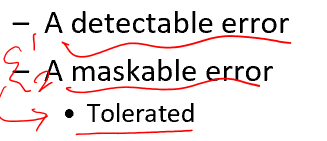 – A detectable error
– A maskable error
• Tolerated